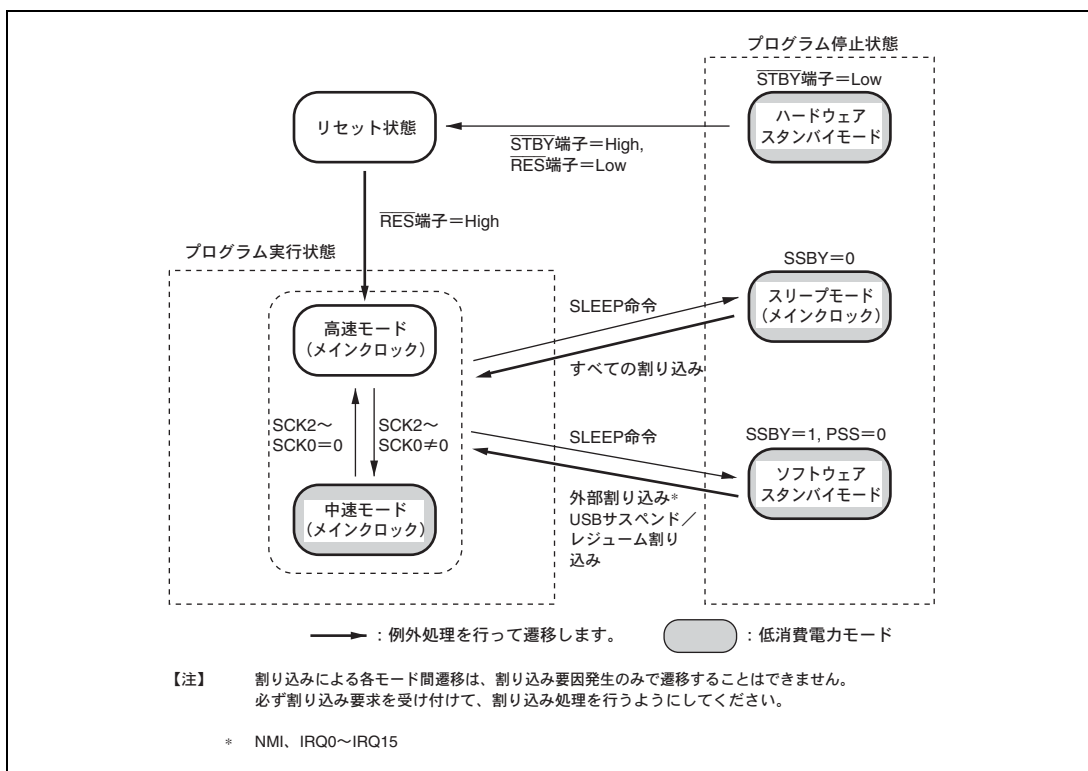 プログラム停止状態
STBY端子=Low
ハードウェア
スタンバイモード
リセット状態
STBY端子=High,
RES端子=Low
RES端子=High
プログラム実行状態
SSBY=0
スリープモード
(メインクロック)
SLEEP命令
高速モード
(メインクロック)
すべての割り込み
SCK2～
SCK0=0
SCK2～
SCK0≠0
SLEEP命令
SSBY=1, PSS=0
ソフトウェア
スタンバイモード
中速モード
(メインクロック)
外部割り込み*
USBサスペンド/
レジューム割り
込み
:例外処理を行って遷移します。
:低消費電力モード
【注】 割り込みによる各モード間遷移は、割り込み要因発生のみで遷移することはできません。
必ず割り込み要求を受け付けて、割り込み処理を行うようにしてください。
* NMI、IRQ0～IRQ15